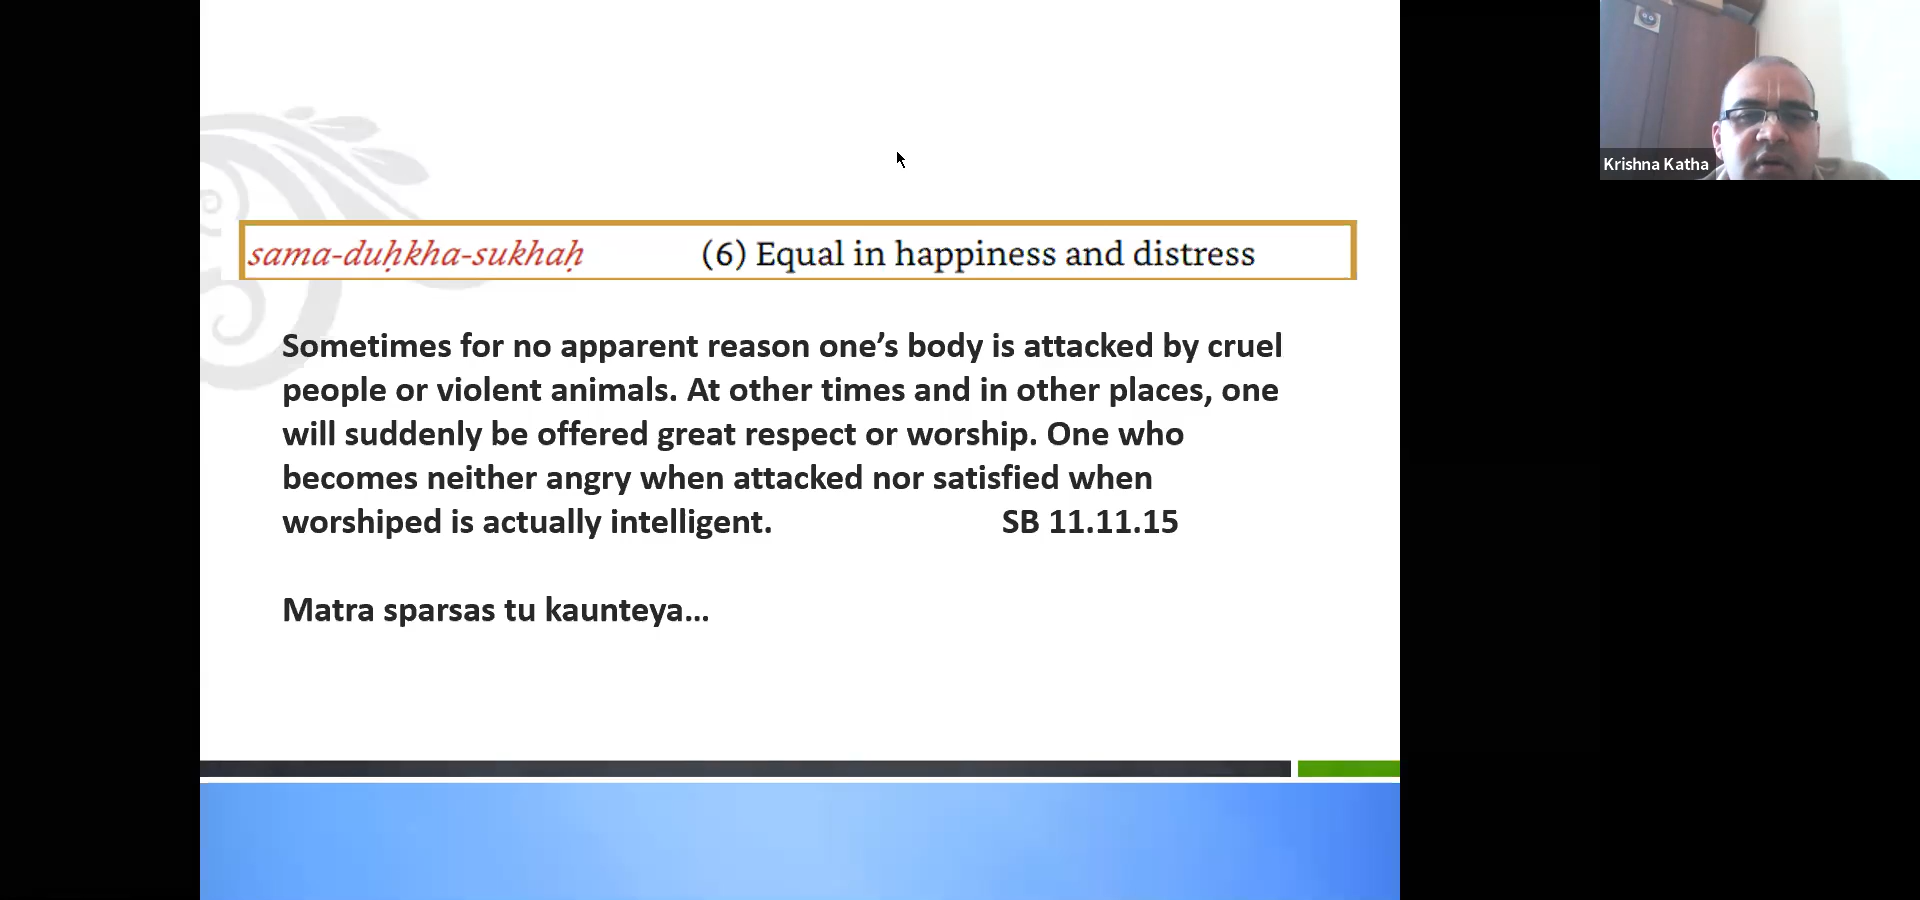 sama-duḥkha-sukhaḥ (6) Equal in happiness and distress
Sometimes for no apparent reason one’s body is attacked by cruel
people or violent animals. At other times and in other places, one
will suddenly be offered great respect or worship. One who
becomes neither angry when attacked nor satisfied when
worshiped is actually intelligent. SB 11.11.15
Matra sparsas tu kaunteya...
Krishna Katha